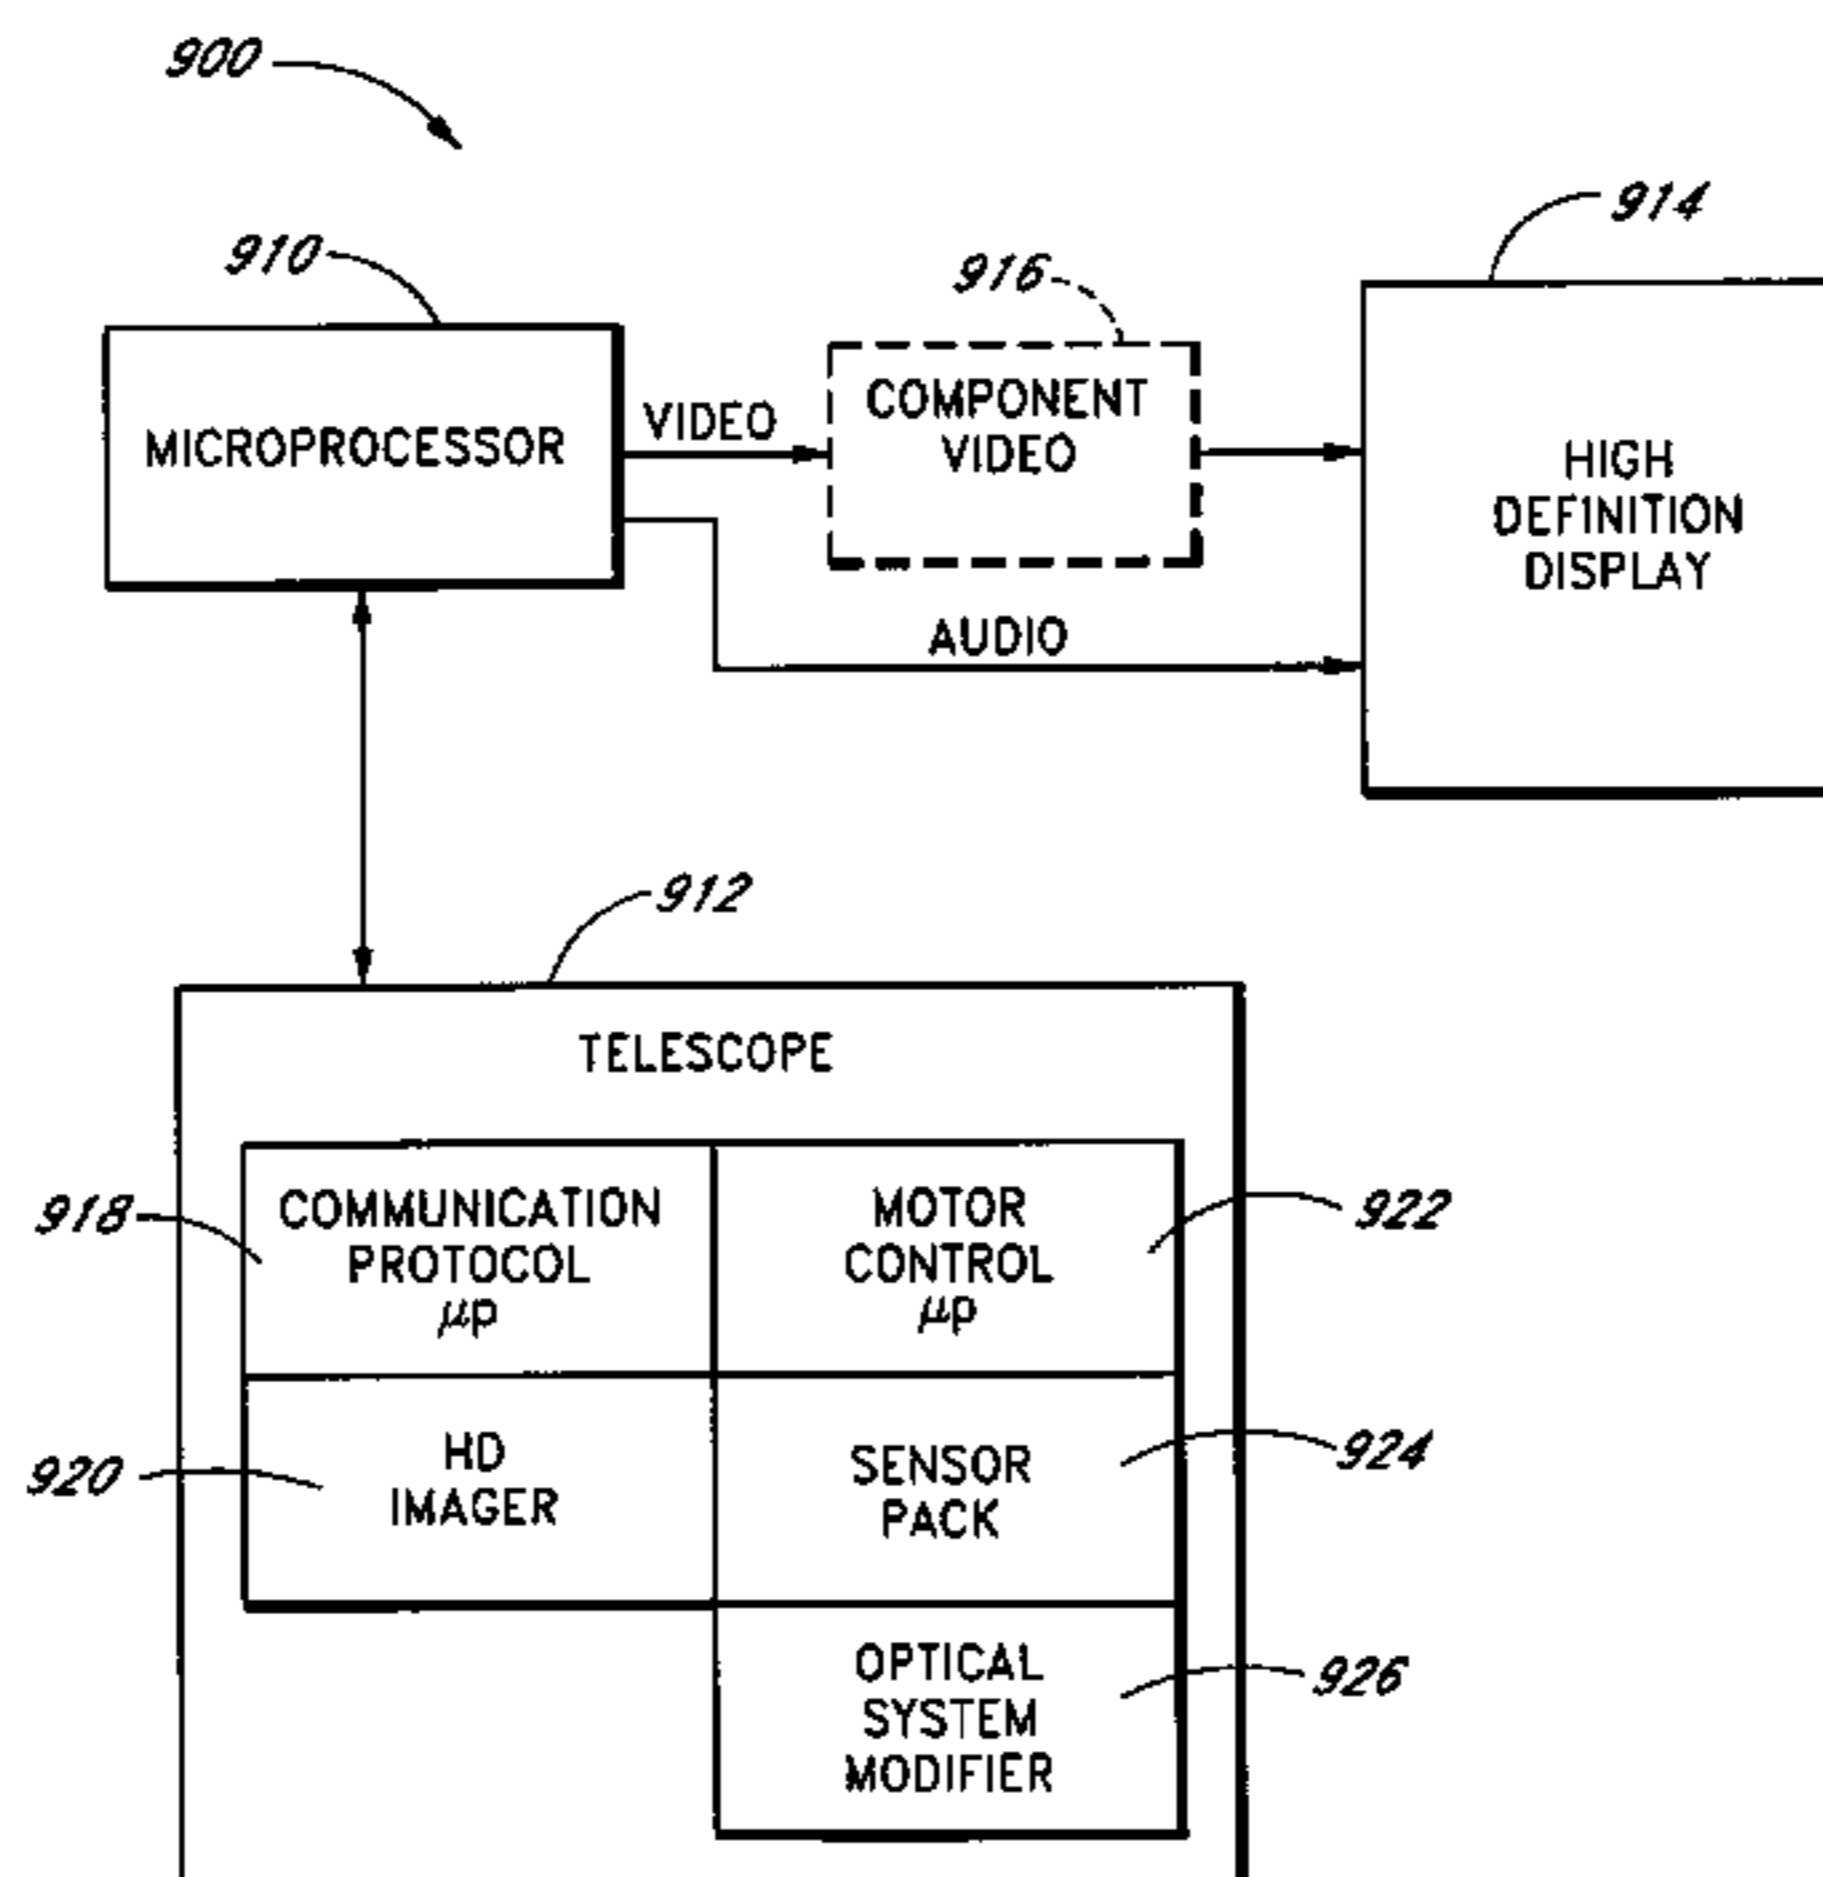 900
910
916
914
MICROPROCESSOR
VIDEO
COMPONENT
VIDEO
HIGH
DEFINITION
DISPLAY
AUDIO
912
TELESCOPE
918
COMMUNICATION
PROTOCOL
μp
MOTOR
CONTROL
μp
922
920
HD
IMAGER
SENSOR
PACK
924
OPTICAL
SYSTEM
MODIFIER
926